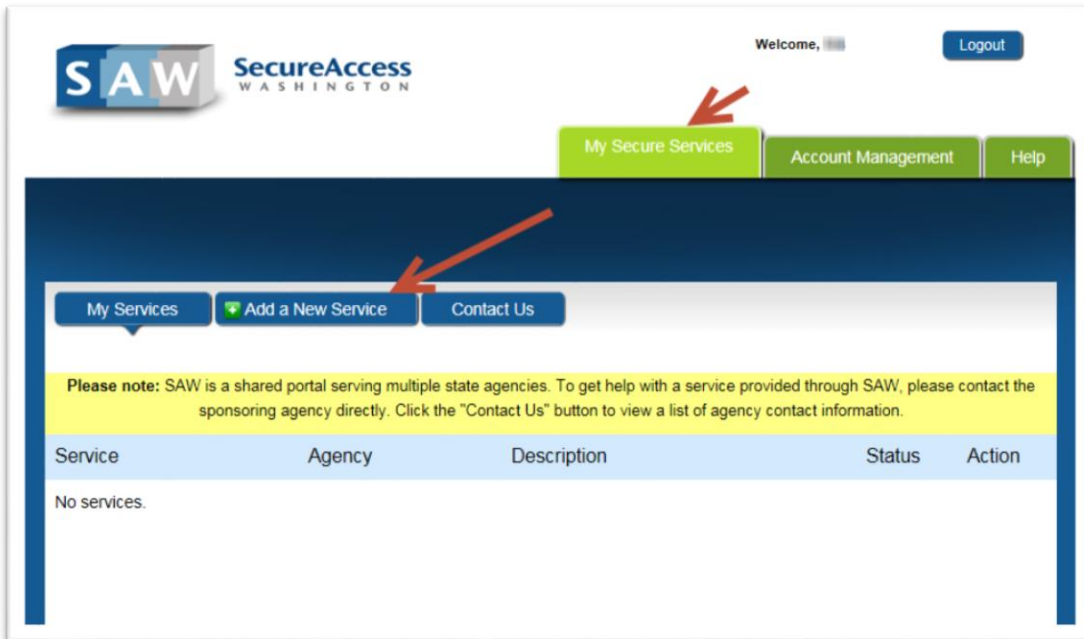 Welcome,
Logout
SAW
SecureAccess
WASHINGTON
My Secure Services
Account Management
Help
My Services
Add a New Service
Contact Us
Please note: SAW is a shared portal serving multiple state agencies. To get help with a service provided through SAW, please contact the
sponsoring agency directly. Click the "Contact Us" button to view a list of agency contact information.
Service Agency Description Status Action
No services.